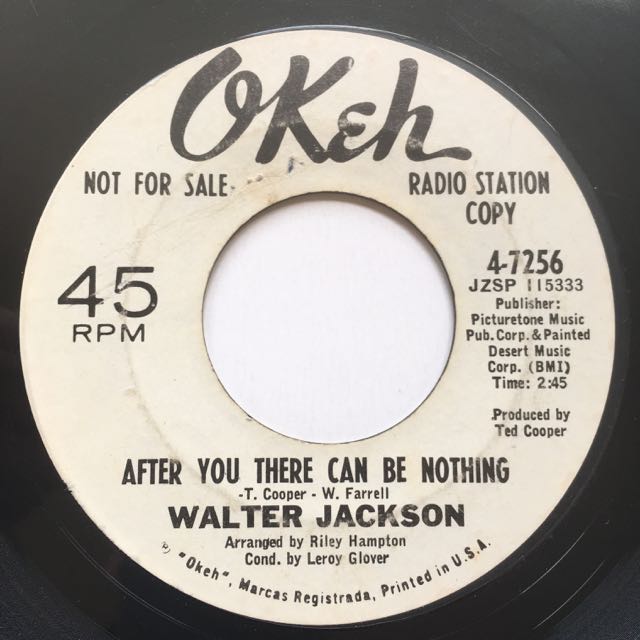 OKeh
NOT FOR SALE
RADIO STATION
COPY
45
RPM
4-7256
JZSP 115333
Publisher:
Picturetone Music
Pub. Corp. & Painted
Desert Music
Corp. (BMI)
Time: 2:45
Produced by
Ted Cooper
AFTER YOU THERE CAN BE NOTHING
-T. Cooper - W. Farrell-
WALTER JACKSON
Arranged by Riley Hampton
Cond. by Leroy Glover
℗ "Okeh", Marcas Registrada, Printed in U.S.A.